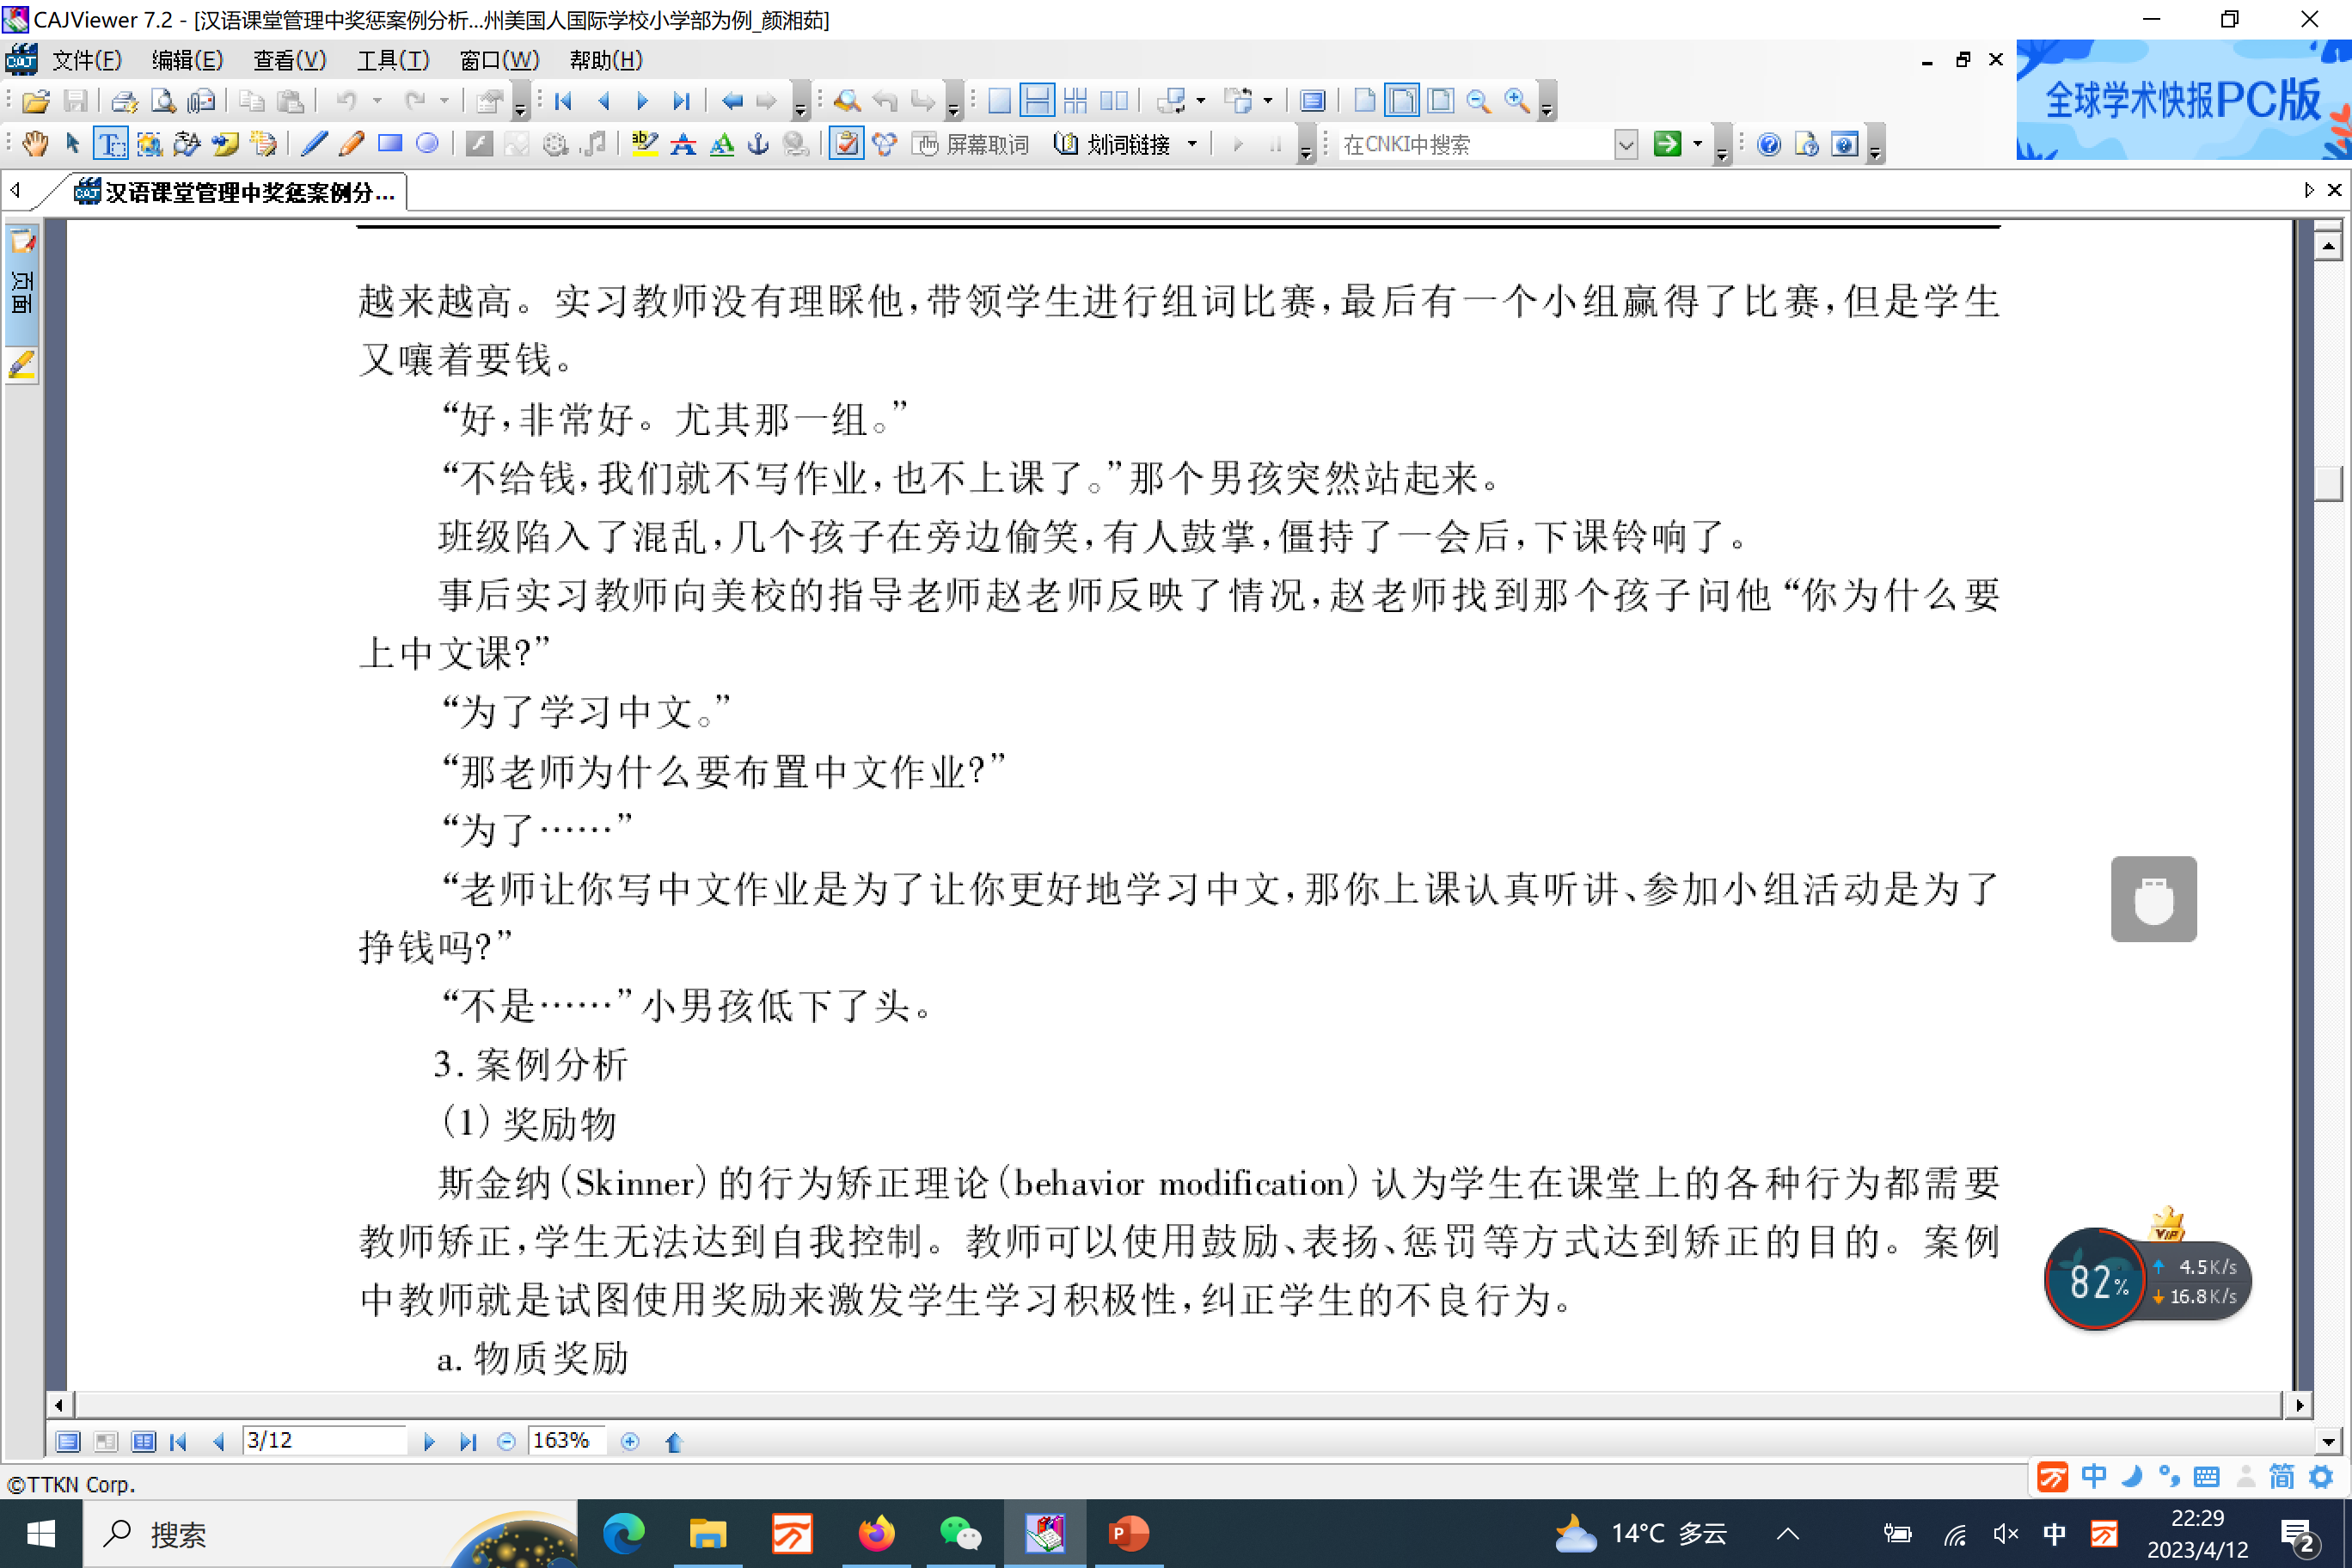 CAJViewer 7.2 - [汉语课堂管理中奖惩案例分析...州美国人国际学校小学部为例_颜湘茹]
文件(F) 编辑(E) 查看(V) 工具(T) 窗口(W) 帮助(H)
全球学术快报PC版
屏幕取词 划词链接 在CNKI中搜索
汉语课堂管理中奖惩案例分...
页面
越来越高。实习教师没有理睬他,带领学生进行组词比赛,最后有一个小组赢得了比赛,但是学生
又嚷着要钱。
“好,非常好。尤其那一组。”
“不给钱,我们就不写作业,也不上课了。”那个男孩突然站起来。
班级陷入了混乱,几个孩子在旁边偷笑,有人鼓掌,僵持了一会后,下课铃响了。
事后实习教师向美校的指导老师赵老师反映了情况,赵老师找到那个孩子问他“你为什么要
上中文课?”
“为了学习中文。”
“那老师为什么要布置中文作业?”
“为了……”
“老师让你写中文作业是为了让你更好地学习中文,那你上课认真听讲、参加小组活动是为了
挣钱吗?”
“不是……”小男孩低下了头。
3. 案例分析
(1) 奖励物
斯金纳(Skinner)的行为矫正理论(behavior modification)认为学生在课堂上的各种行为都需要
教师矫正,学生无法达到自我控制。教师可以使用鼓励、表扬、惩罚等方式达到矫正的目的。案例
中教师就是试图使用奖励来激发学生学习积极性,纠正学生的不良行为。
a. 物质奖励
VIP
82%
4.5K/s
16.8K/s
3/12
163%
©TTKN Corp.
中 简
搜索
14°C 多云
中
22:29
2023/4/12
2